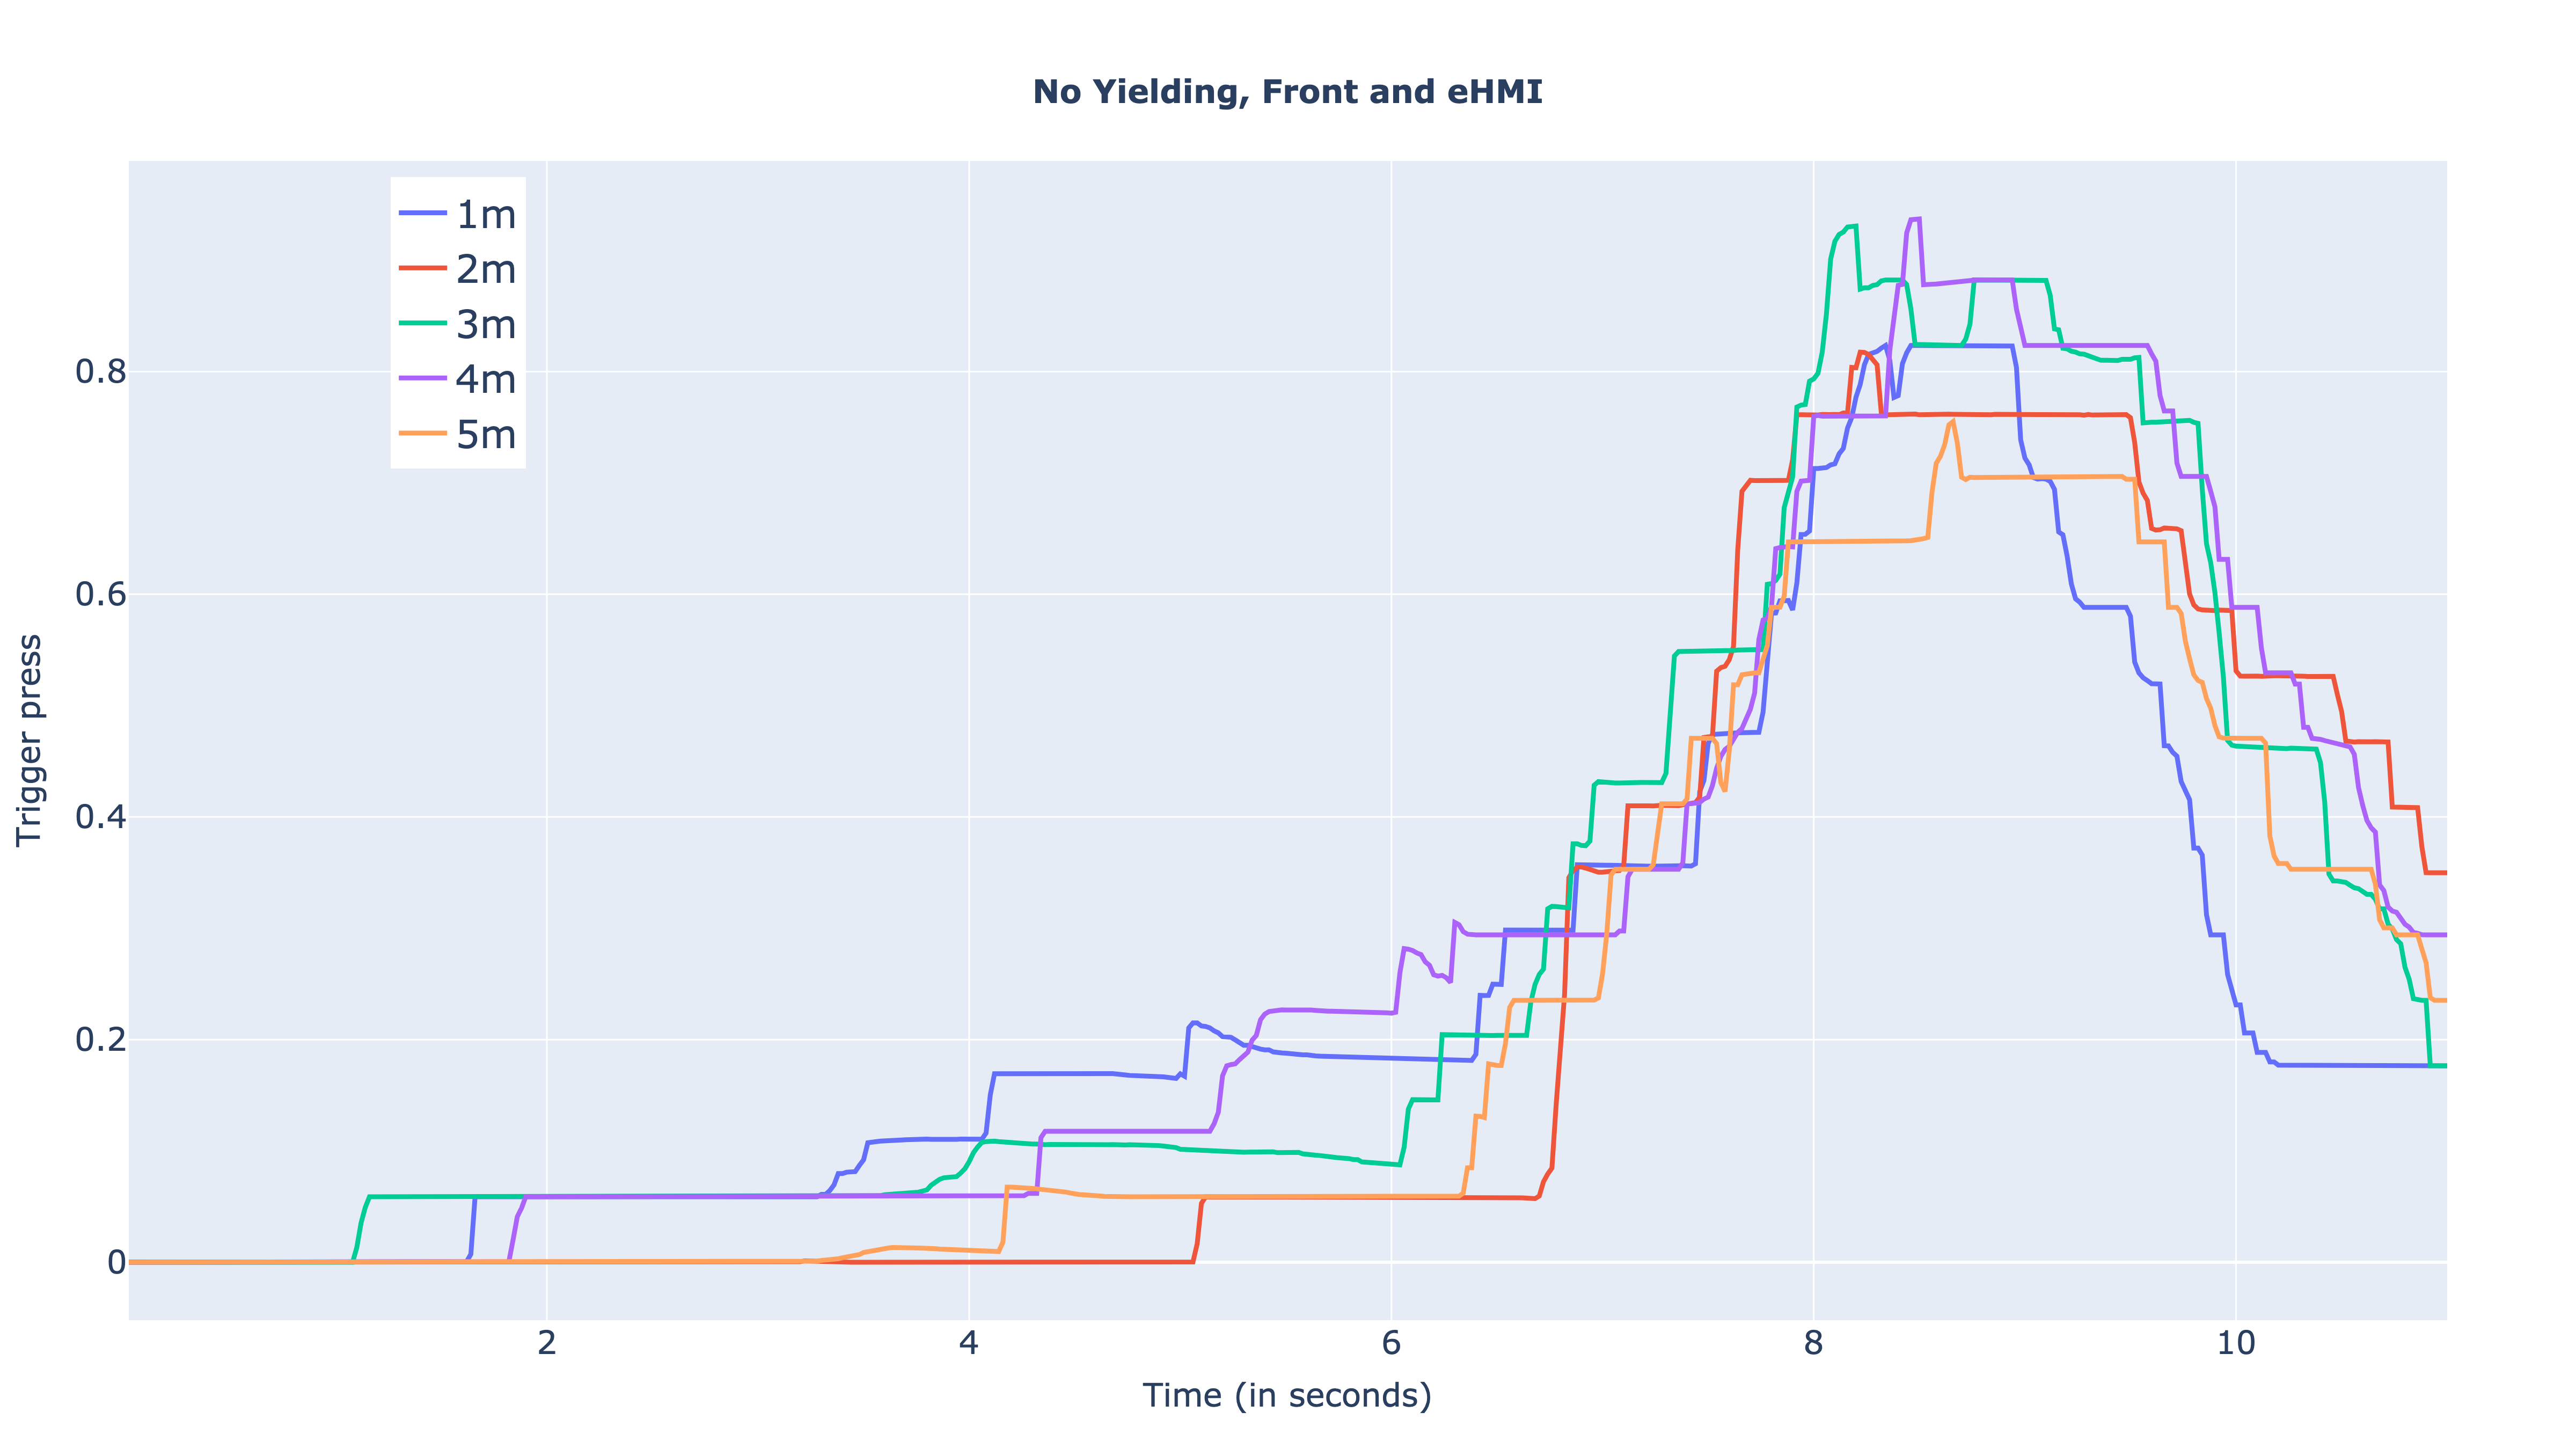 No Yielding, Front and eHMI
1m
2m
3m
4m
5m
Trigger press
0.8
0.6
0.4
0.2
0
2
4
6
8
10
Time (in seconds)